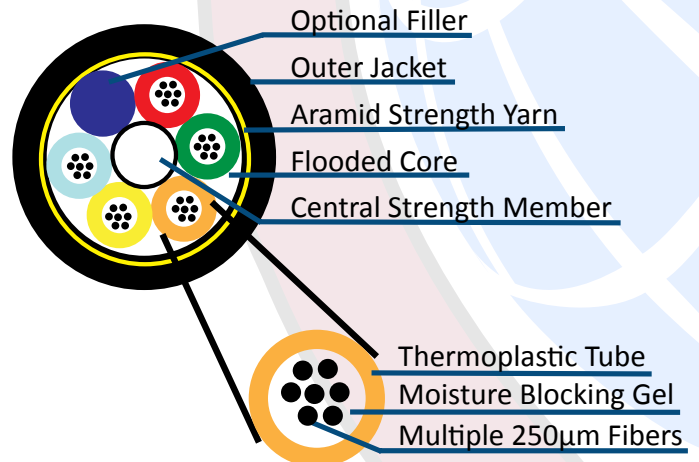 Optional Filler
Outer Jacket
Aramid Strength Yarn
Flooded Core
Central Strength Member
Thermoplastic Tube
Moisture Blocking Gel
Multiple 250µm Fibers